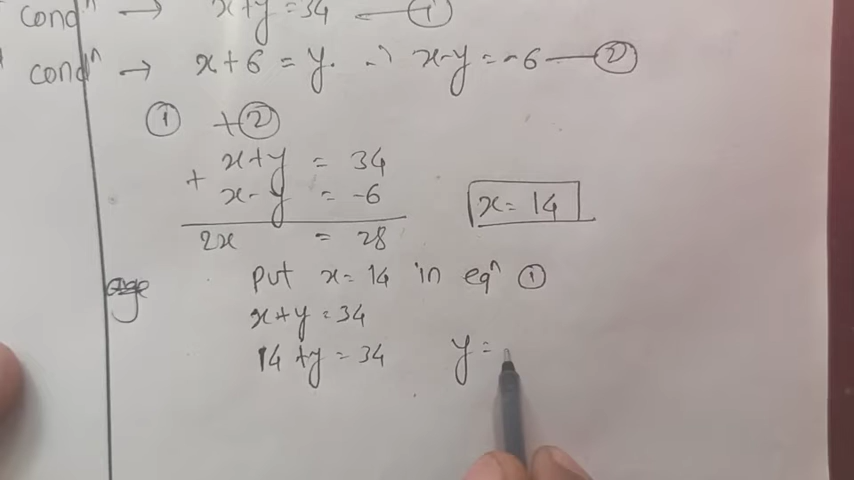 condⁿ → x+y = 34 — ①
condⁿ → x+6 = y. ∴ x-y = -6 — ②
① + ②
+ x+y = 34
x-y = -6
x = 14
2x = 28
put x = 14 in eqⁿ ①
x+y = 34
14 + y = 34 y =